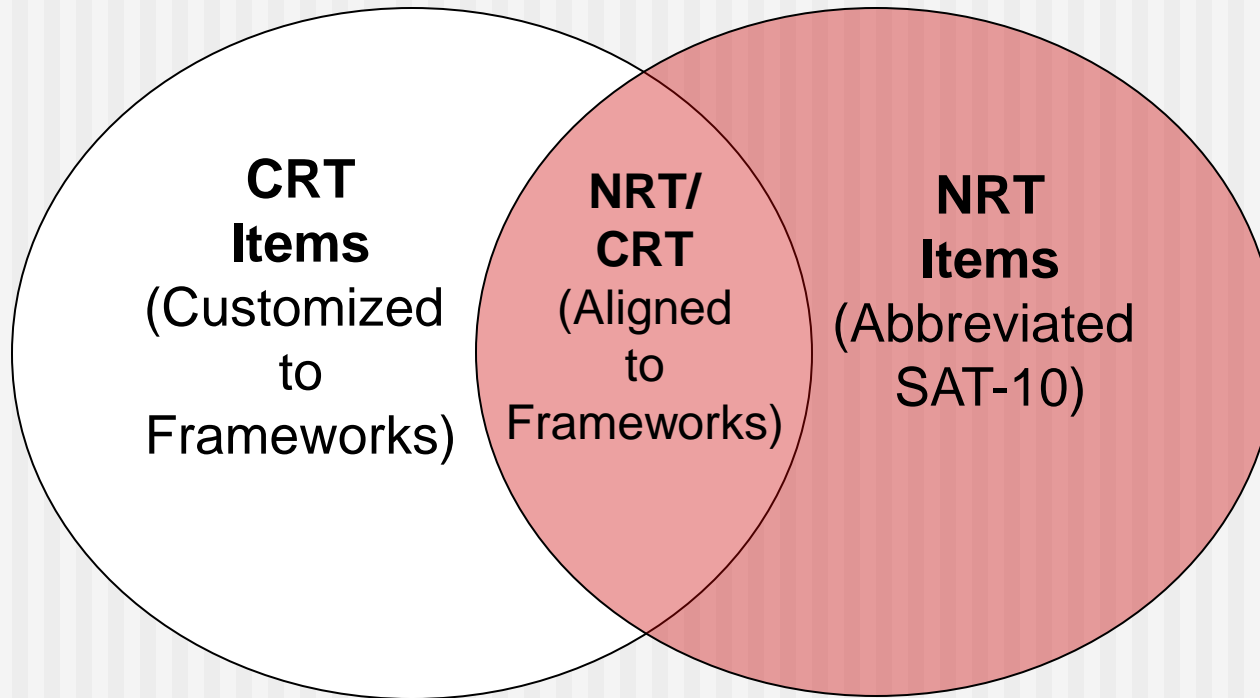 CRT
Items
(Customized
to
Frameworks)
NRT/
CRT
(Aligned
to
Frameworks)
NRT
Items
(Abbreviated
SAT-10)